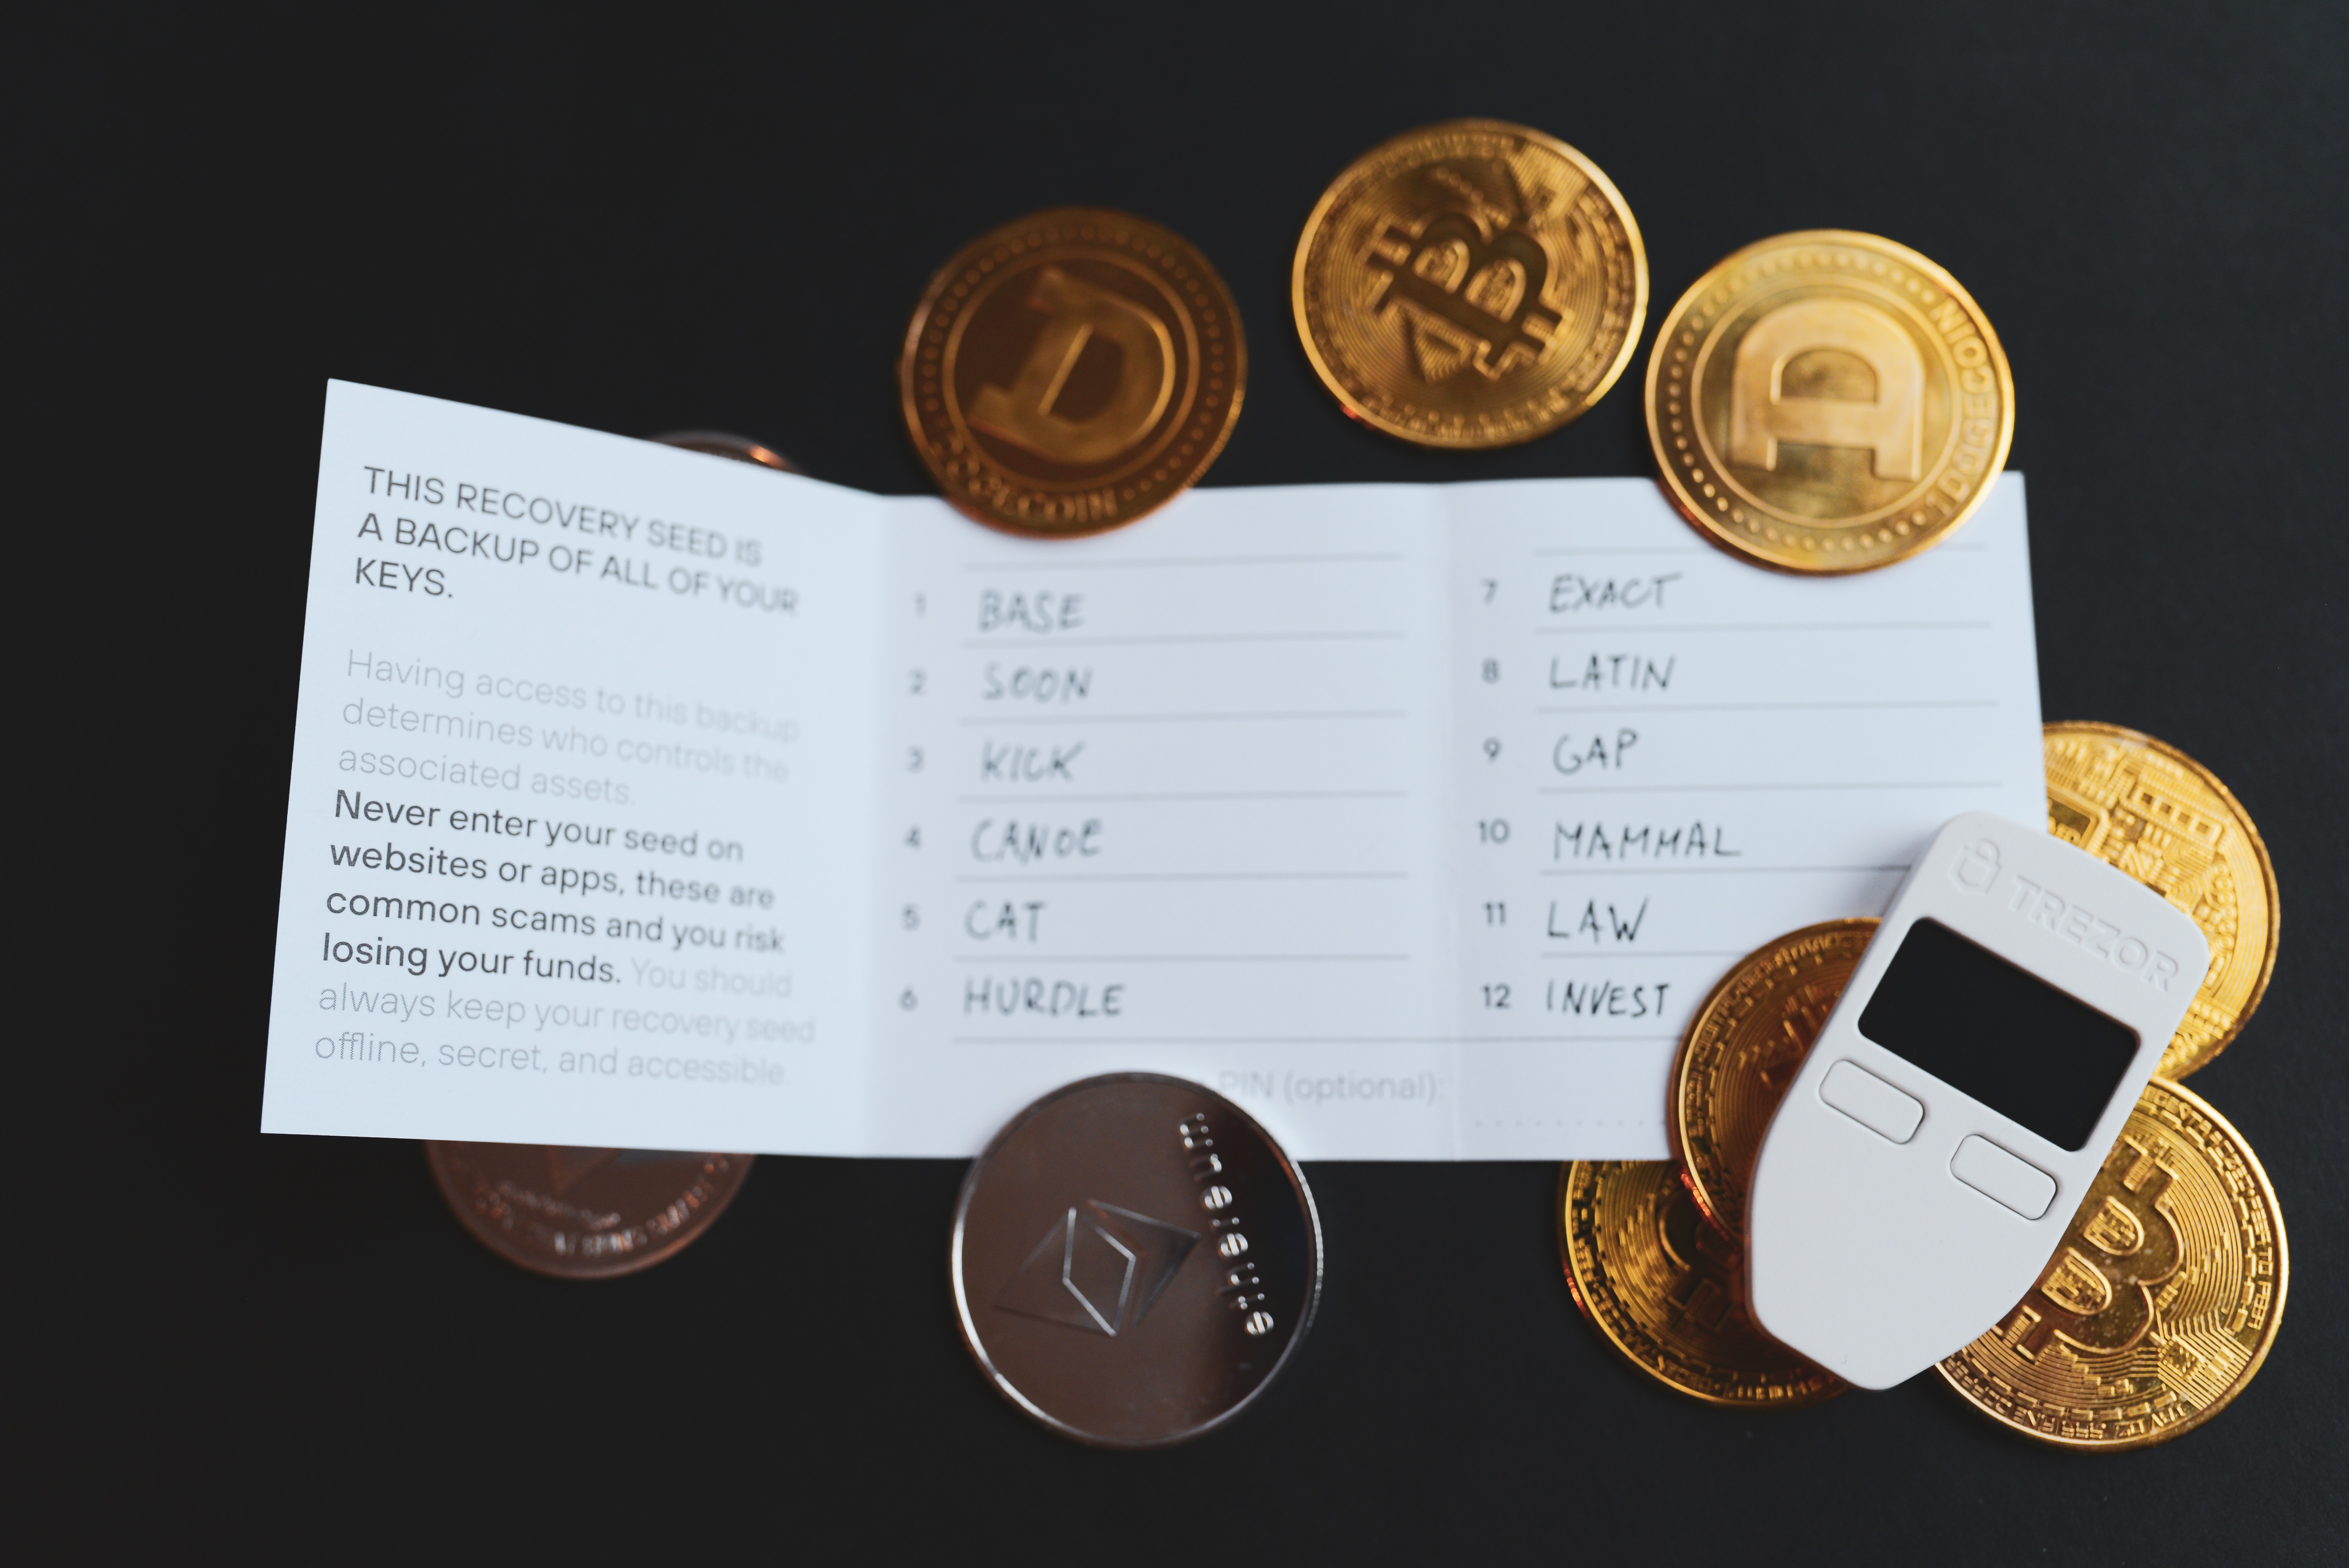 THIS RECOVERY SEED IS
A BACKUP OF ALL OF YOUR
KEYS.
Having access to this backup
determines who controls the
associated assets.
Never enter your seed on
websites or apps, these are
common scams and you risk
losing your funds. You should
always keep your recovery seed
offline, secret, and accessible.
1 BASE
2 SOON
3 KICK
4 CANOE
5 CAT
6 HURDLE
7 EXACT
8 LATIN
9 GAP
10 MAMMAL
11 LAW
12 INVEST
PIN (optional):
1 DOGECOIN
ethereum
TREZOR